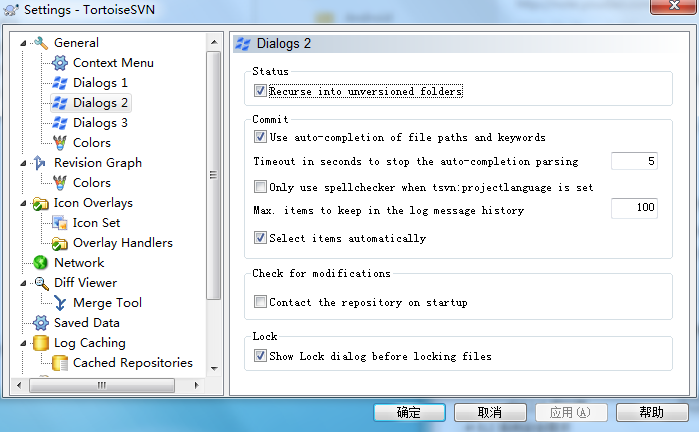 Settings - TortoiseSVN
General
Context Menu
Dialogs 1
Dialogs 2
Dialogs 3
Colors
Revision Graph
Colors
Icon Overlays
Icon Set
Overlay Handlers
Network
Diff Viewer
Merge Tool
Saved Data
Log Caching
Cached Repositories
Dialogs 2
Status
Recurse into unversioned folders
Commit
Use auto-completion of file paths and keywords
Timeout in seconds to stop the auto-completion parsing 5
Only use spellchecker when tsvn:projectlanguage is set
Max. items to keep in the log message history 100
Select items automatically
Check for modifications
Contact the repository on startup
Lock
Show Lock dialog before locking files
确定 取消 应用(A) 帮助